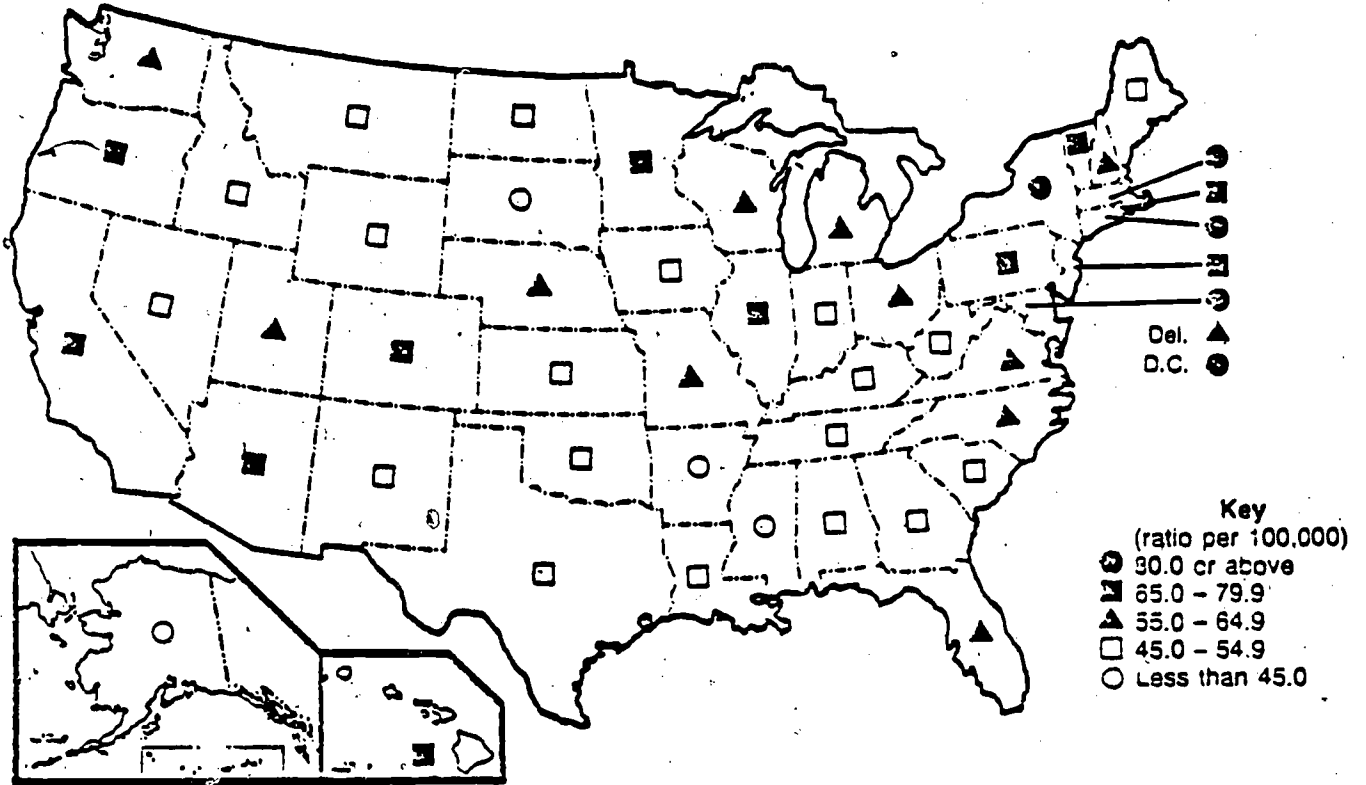 Del.
D.C.
Key
(ratio per 100,000)
80.0 or above
65.0 – 79.9
55.0 – 64.9
45.0 – 54.9
Less than 45.0